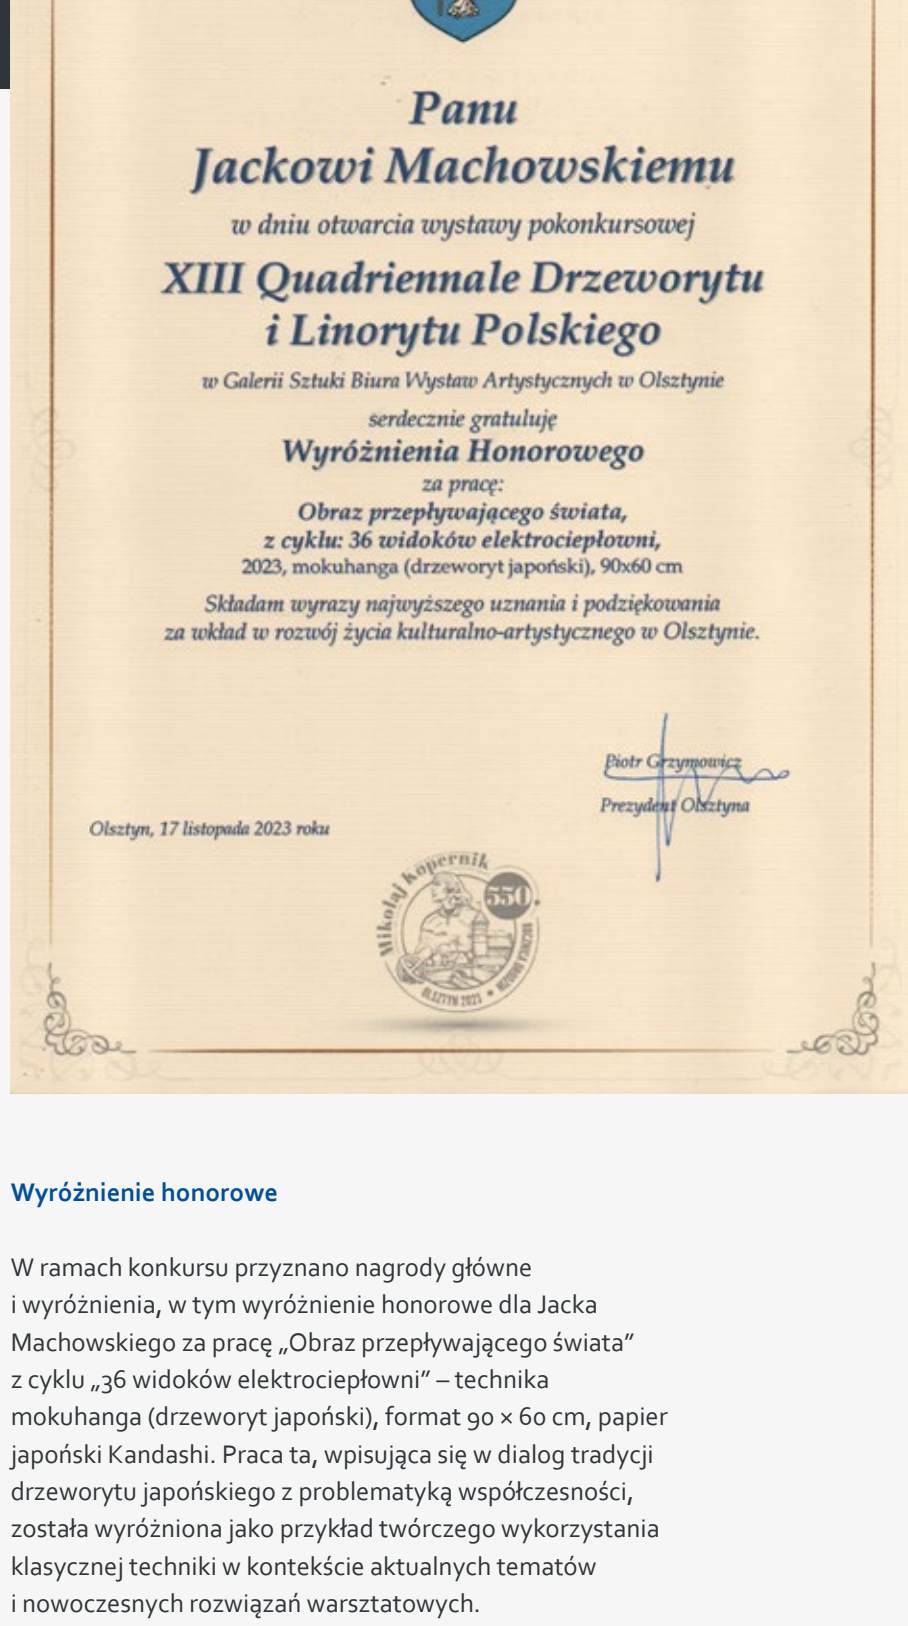 Panu
Jackowi Machowskiemu
w dniu otwarcia wystawy pokonkursowej
XIII Quadriennale Drzeworytu
i Linorytu Polskiego
w Galerii Sztuki Biura Wystaw Artystycznych w Olsztynie
serdecznie gratuluję
Wyróżnienia Honorowego
za pracę:
Obraz przepływającego świata,
z cyklu: 36 widoków elektrociepłowni,
2023, mokuhanga (drzeworyt japoński), 90x60 cm
Składam wyrazy najwyższego uznania i podziękowania
za wkład w rozwój życia kulturalno-artystycznego w Olsztynie.
Piotr Grzymowicz
Prezydent Olsztyna
Olsztyn, 17 listopada 2023 roku
Mikołaj Kopernik
550
ROCZNICA URODZIN
OLSZTYN 2023
Wyróżnienie honorowe
W ramach konkursu przyznano nagrody główne
i wyróżnienia, w tym wyróżnienie honorowe dla Jacka
Machowskiego za pracę „Obraz przepływającego świata”
z cyklu „36 widoków elektrociepłowni” – technika
mokuhanga (drzeworyt japoński), format 90 × 60 cm, papier
japoński Kandashi. Praca ta, wpisująca się w dialog tradycji
drzeworytu japońskiego z problematyką współczesności,
została wyróżniona jako przykład twórczego wykorzystania
klasycznej techniki w kontekście aktualnych tematów
i nowoczesnych rozwiązań warsztatowych.